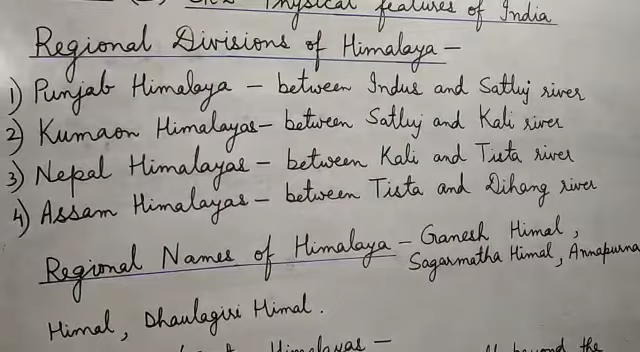 Physical features of India
Regional Divisions of Himalaya –
1) Punjab Himalaya – between Indus and Satluj river
2) Kumaon Himalayas – between Satluj and Kali river
3) Nepal Himalayas – between Kali and Tista river
4) Assam Himalayas – between Tista and Dihang river
Regional Names of Himalaya – Ganesh Himal,
Sagarmatha Himal, Annapurna
Himal, Dhaulagiri Himal.
Himalayas – beyond the